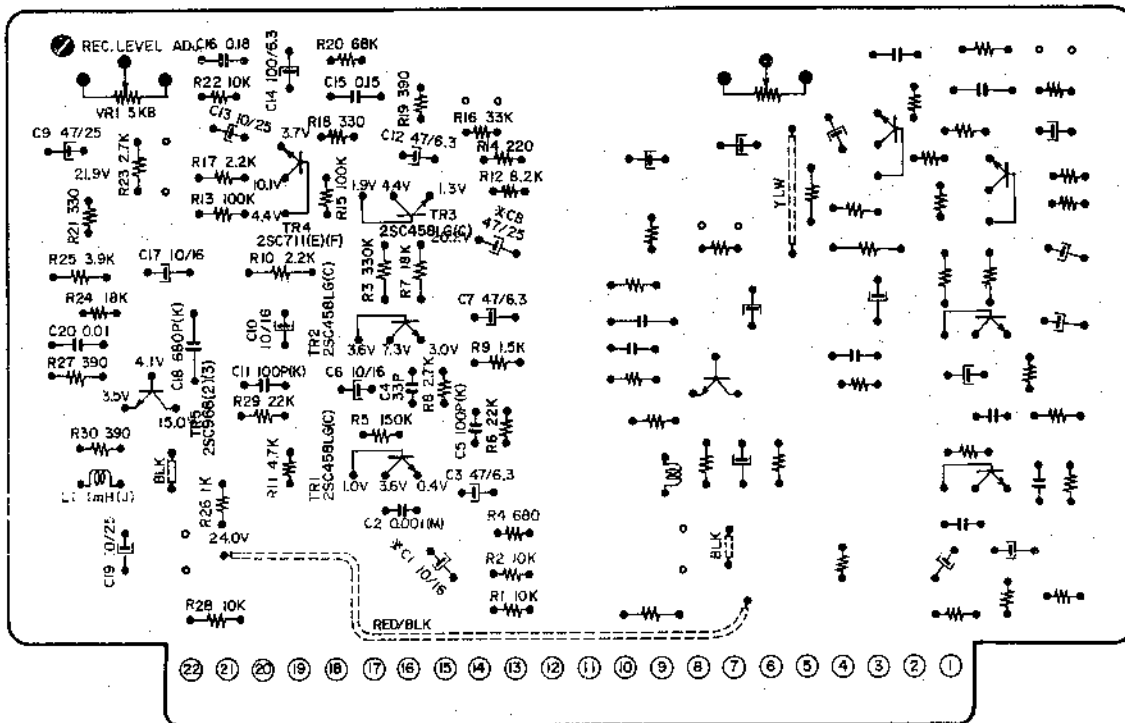 REC. LEVEL ADJ.
C16 0.18
C14 100/6.3
R20 68K
R22 10K
C15 0.15
R19 390
VR1 5KB
C13 10/25
R18 330
R16 33K
C9 47/25
R23 2.7K
3.7V
C12 47/6.3
R14 220
21.9V
R17 2.2K
10.1V
R15 100K
R12 8.2K
R21 330
R13 100K
4.4V
1.9V
4.4V
1.3V
YLW
TR4
2SC711(E)(F)
TR3
2SC458LG(C)
※C8
47/25
R25 3.9K
C17 10/16
R10 2.2K
R3 330K
R7 18K
R24 18K
C18 680P(K)
C10
10/16
TR2
2SC458LG(C)
C7 47/6.3
C20 0.01
3.6V
7.3V
3.0V
R9 1.5K
R27 390
4.1V
C11 100P(K)
C6 10/16
C4
33P
R8 2.7K
3.5V
15.0V
TR5
2SC968(2)(3)
R29 22K
R5 150K
C5 100P(K)
R6 22K
R30 390
BLK
R11 4.7K
TR1
2SC458LG(C)
1.0V
3.6V
0.4V
C3 47/6.3
L1 1mH(J)
R26 1K
C2 0.001(M)
R4 680
24.0V
BLK
C19 10/25
※C1 10/16
R2 10K
R28 10K
R1 10K
RED/BLK
22 21 20 19 18 17 16 15 14 13 12 11 10 9 8 7 6 5 4 3 2 1